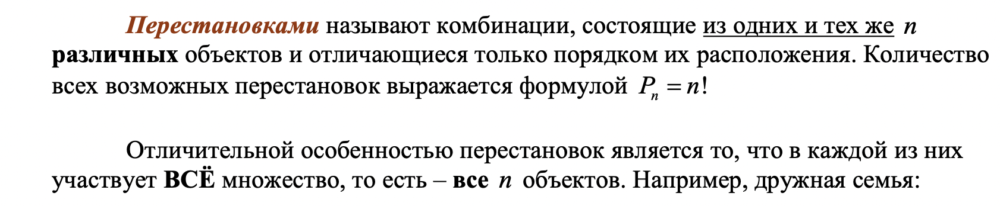 Перестановками называют комбинации, состоящие из одних и тех же n
различных объектов и отличающиеся только порядком их расположения. Количество
всех возможных перестановок выражается формулой Pₙ = n!
Отличительной особенностью перестановок является то, что в каждой из них
участвует ВСЁ множество, то есть – все n объектов. Например, дружная семья: